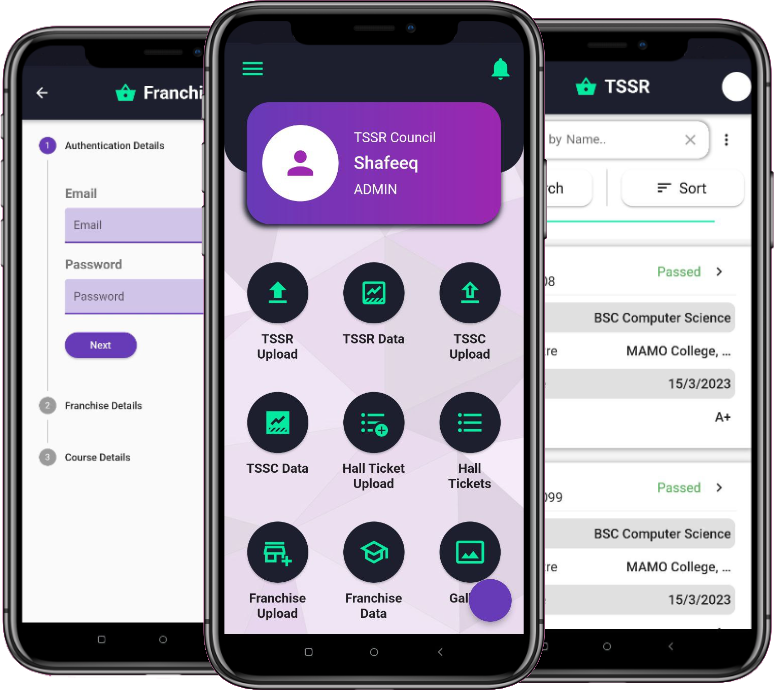 Franchi
1
Authentication Details
Email
Email
Password
Password
Next
2
Franchise Details
3
Course Details
TSSR Council
Shafeeq
ADMIN
TSSR
Upload
TSSR Data
TSSC
Upload
TSSC Data
Hall Ticket
Upload
Hall
Tickets
Franchise
Upload
Franchise
Data
Gal
TSSR
by Name..
rch
Sort
Passed
08
BSC Computer Science
re
MAMO College, ...
15/3/2023
A+
Passed
099
BSC Computer Science
re
MAMO College, ...
15/3/2023